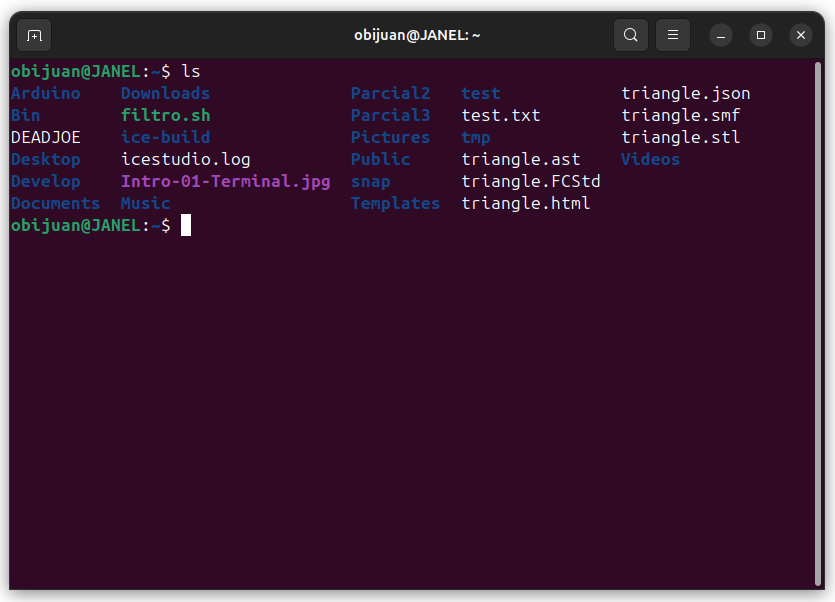 obijuan@JANEL: ~
obijuan@JANEL:~$ ls
Arduino Downloads Parcial2 test triangle.json
Bin filtro.sh Parcial3 test.txt triangle.smf
DEADJOE ice-build Pictures tmp triangle.stl
Desktop icestudio.log Public triangle.ast Videos
Develop Intro-01-Terminal.jpg snap triangle.FCStd
Documents Music Templates triangle.html
obijuan@JANEL:~$